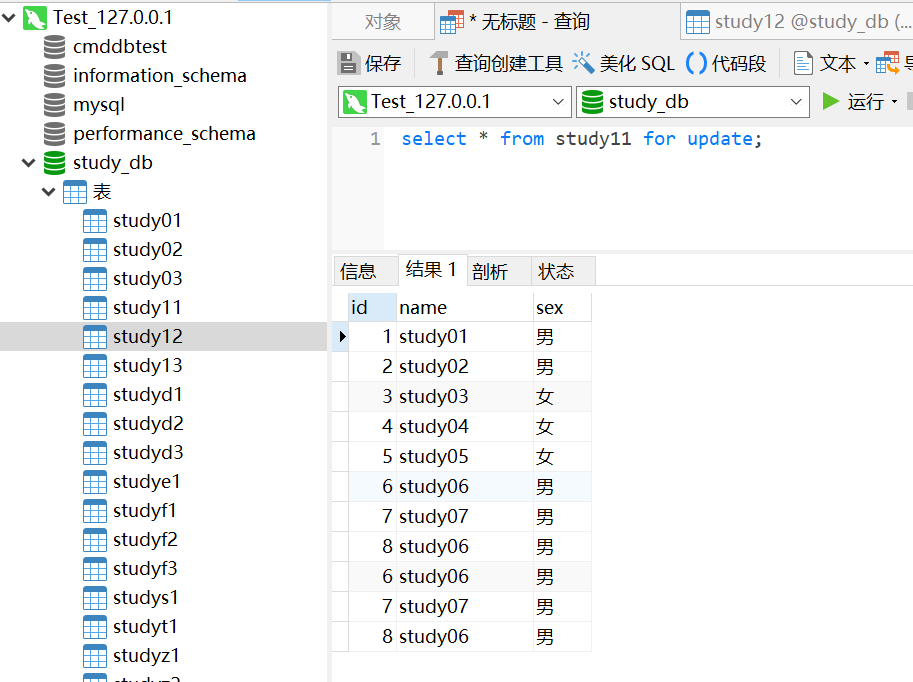 Test_127.0.0.1
cmddbtest
information_schema
mysql
performance_schema
study_db
表
study01
study02
study03
study11
study12
study13
studyd1
studyd2
studyd3
studye1
studyf1
studyf2
studyf3
studys1
studyt1
studyz1
对象
* 无标题 - 查询
study12 @study_db (...
保存
查询创建工具
美化 SQL
() 代码段
文本
Test_127.0.0.1
study_db
运行
1 select * from study11 for update;
信息 结果 1 剖析 状态
id name sex
1 study01 男
2 study02 男
3 study03 女
4 study04 女
5 study05 女
6 study06 男
7 study07 男
8 study06 男
6 study06 男
7 study07 男
8 study06 男